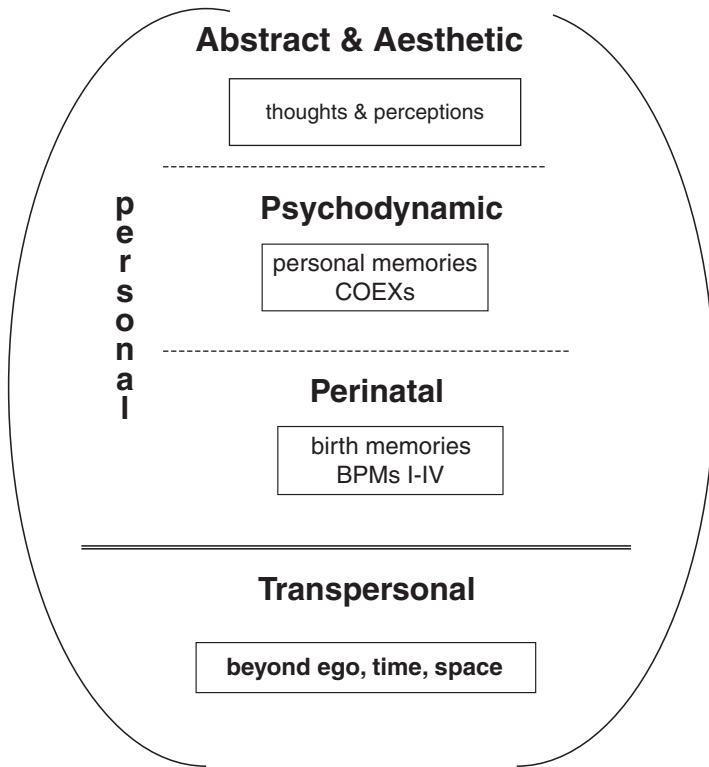 Abstract & Aesthetic
thoughts & perceptions
personal
Psychodynamic
personal memories
COEXs
Perinatal
birth memories
BPMs I-IV
Transpersonal
beyond ego, time, space